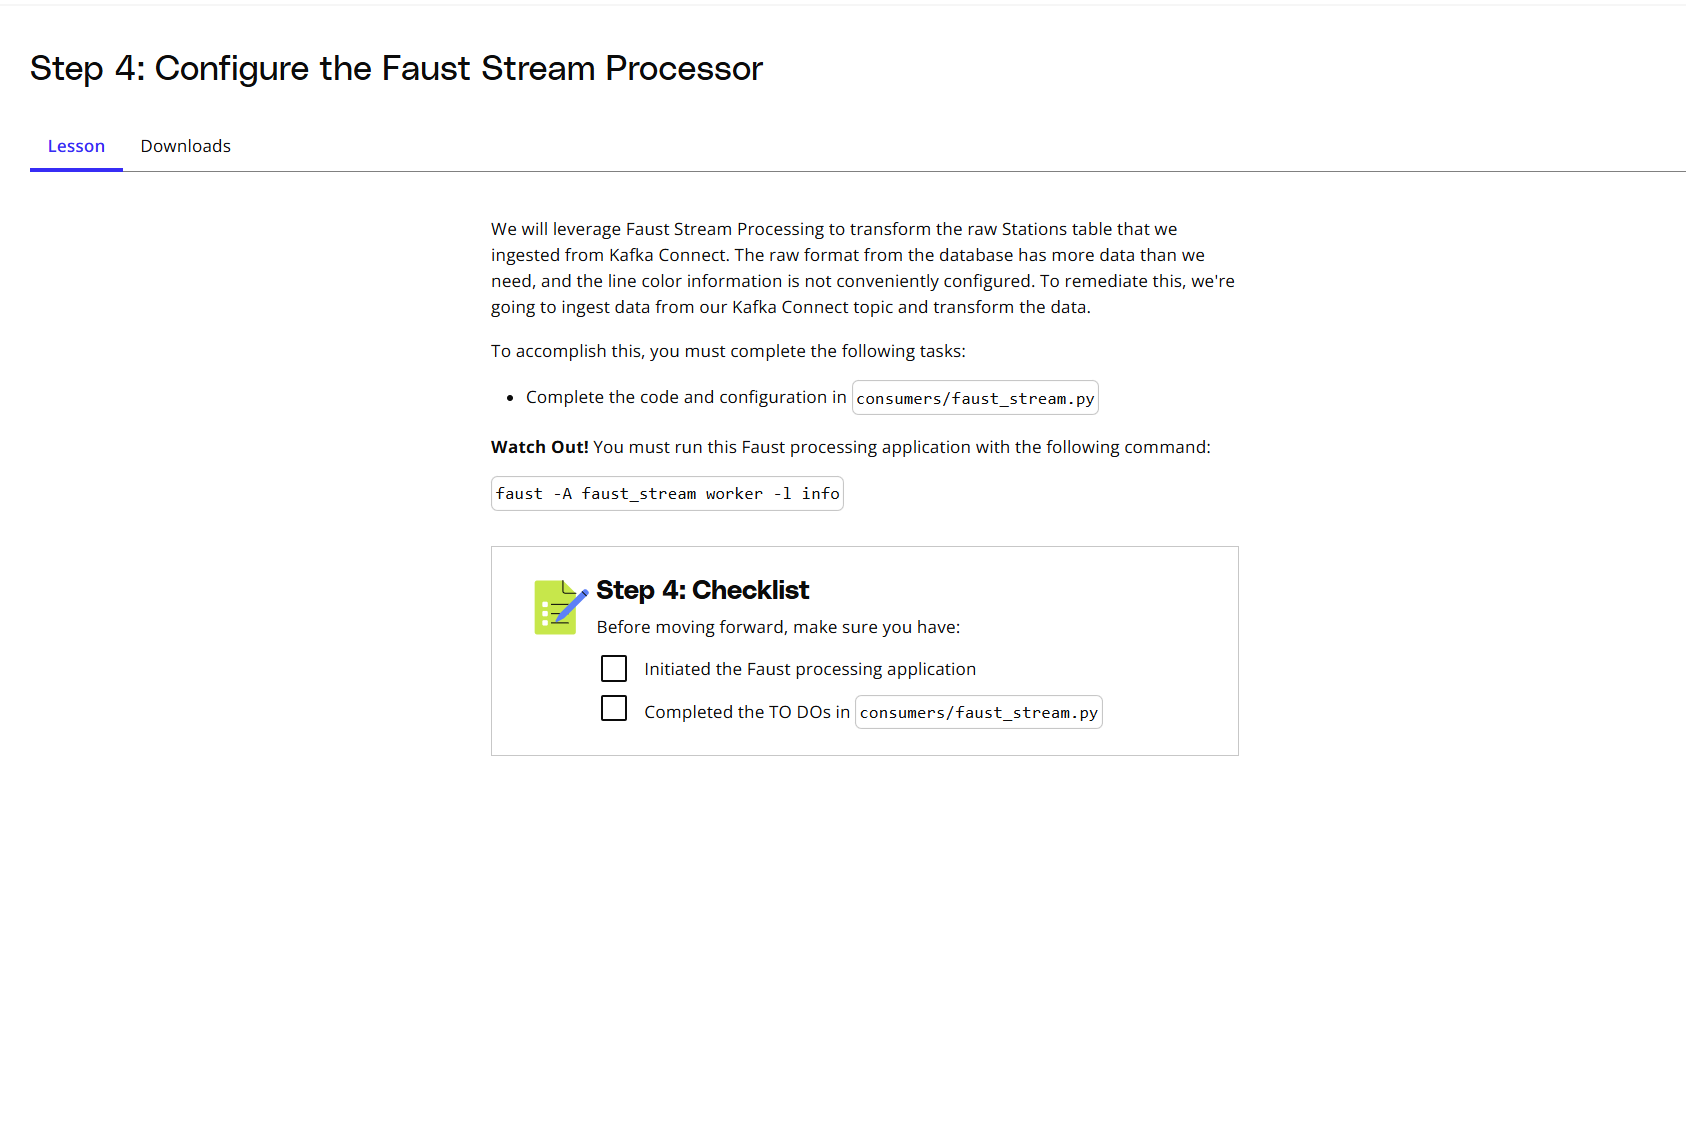 Step 4: Configure the Faust Stream Processor
Lesson Downloads
We will leverage Faust Stream Processing to transform the raw Stations table that we
ingested from Kafka Connect. The raw format from the database has more data than we
need, and the line color information is not conveniently configured. To remediate this, we're
going to ingest data from our Kafka Connect topic and transform the data.
To accomplish this, you must complete the following tasks:
• Complete the code and configuration in consumers/faust_stream.py
Watch Out! You must run this Faust processing application with the following command:
faust -A faust_stream worker -l info
Step 4: Checklist
Before moving forward, make sure you have:
Initiated the Faust processing application
Completed the TO DOs in consumers/faust_stream.py